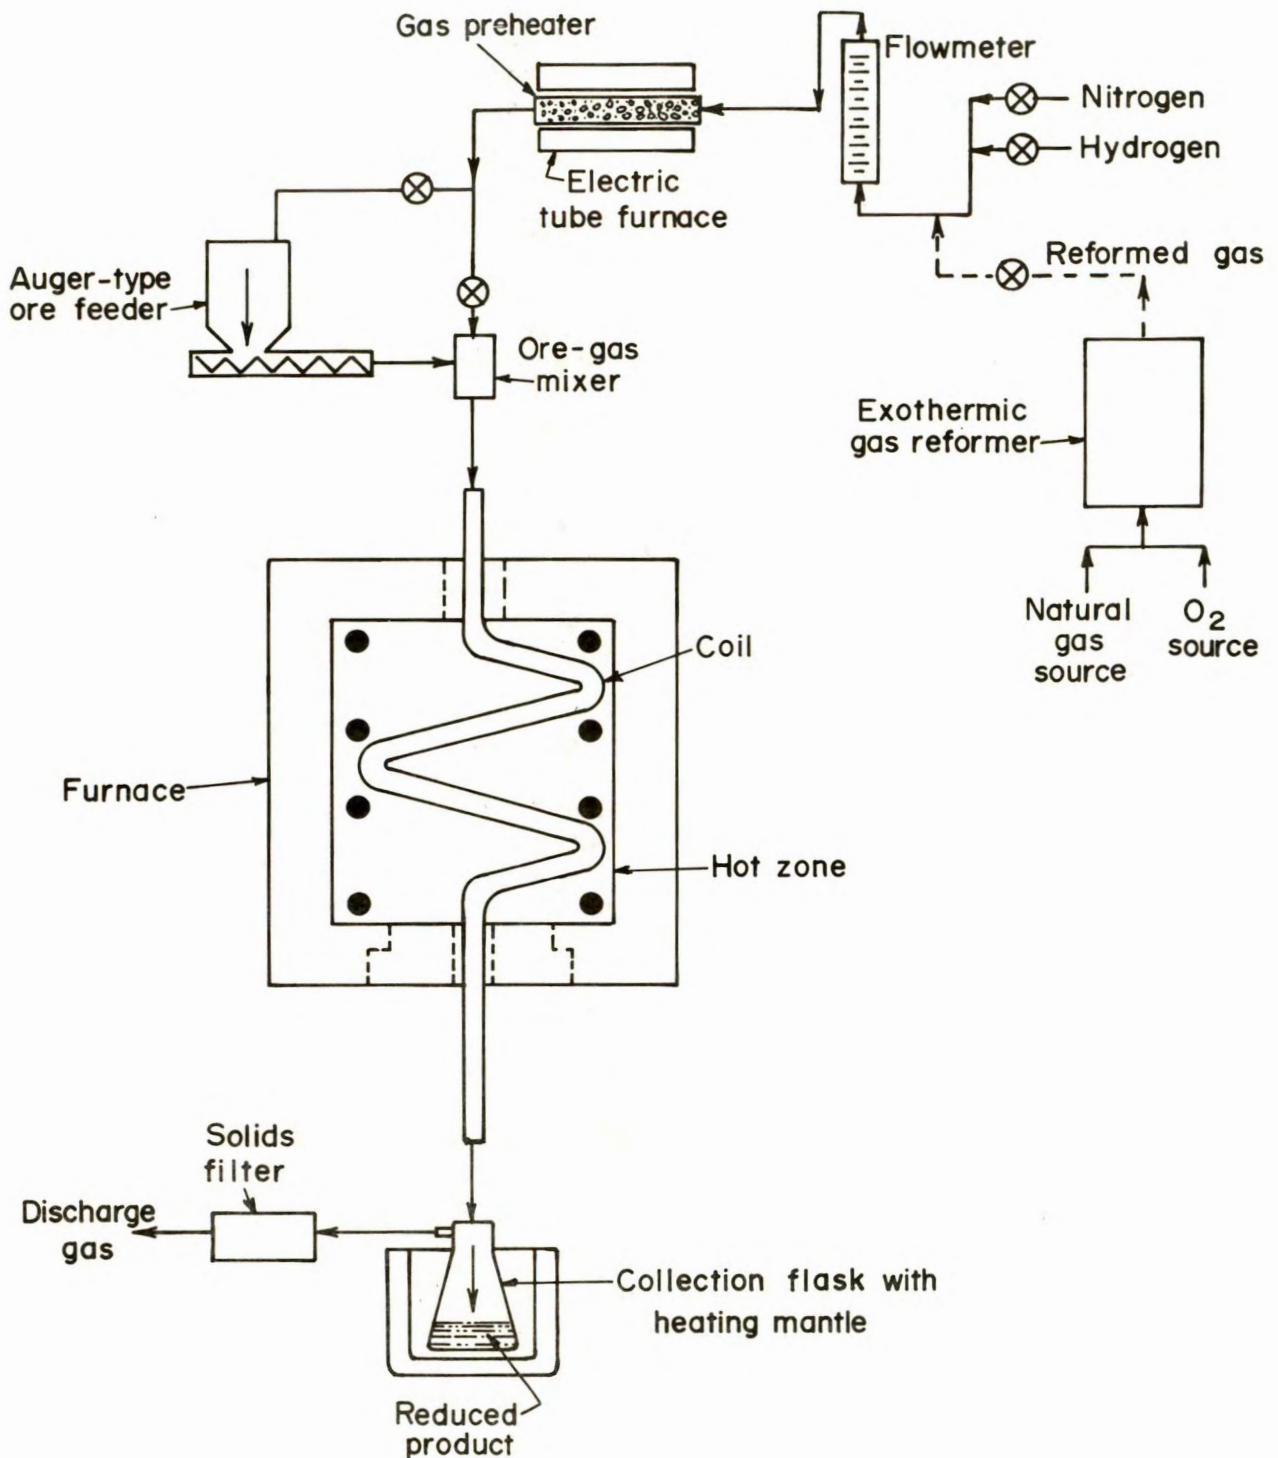 Gas preheater
Flowmeter
Nitrogen
Hydrogen
Electric
tube furnace
Reformed gas
Auger-type
ore feeder
Ore-gas
mixer
Exothermic
gas reformer
Natural
gas
source
O2
source
Coil
Furnace
Hot zone
Solids
filter
Discharge
gas
Collection flask with
heating mantle
Reduced
product